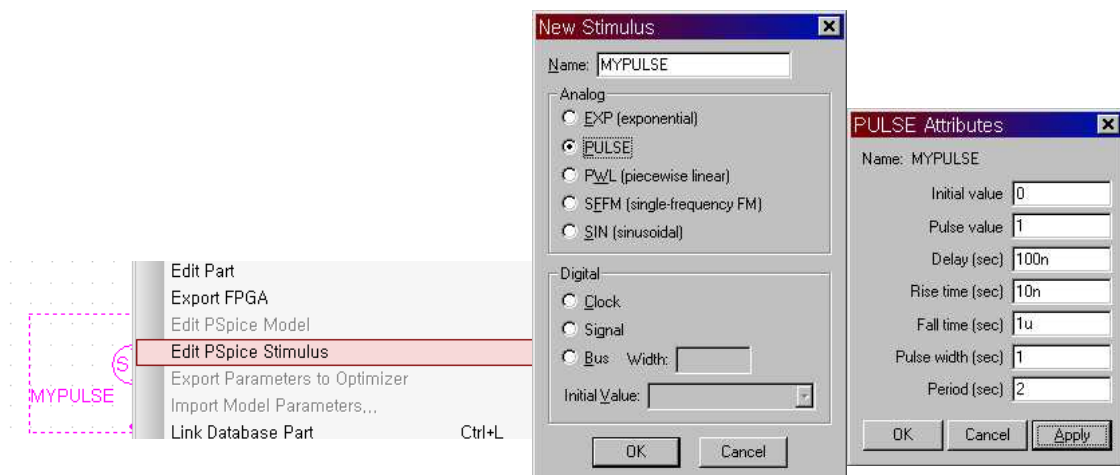 Edit Part
Export FPGA
Edit PSpice Model
Edit PSpice Stimulus
Export Parameters to Optimizer
Import Model Parameters...
Link Database Part Ctrl+L
S
MYPULSE
New Stimulus
Name: MYPULSE
Analog
EXP (exponential)
PULSE
PWL (piecewise linear)
SFFM (single-frequency FM)
SIN (sinusoidal)
Digital
Clock
Signal
Bus Width:
Initial Value:
OK Cancel
PULSE Attributes
Name: MYPULSE
Initial value 0
Pulse value 1
Delay (sec) 100n
Rise time (sec) 10n
Fall time (sec) 1u
Pulse width (sec) 1
Period (sec) 2
OK Cancel Apply